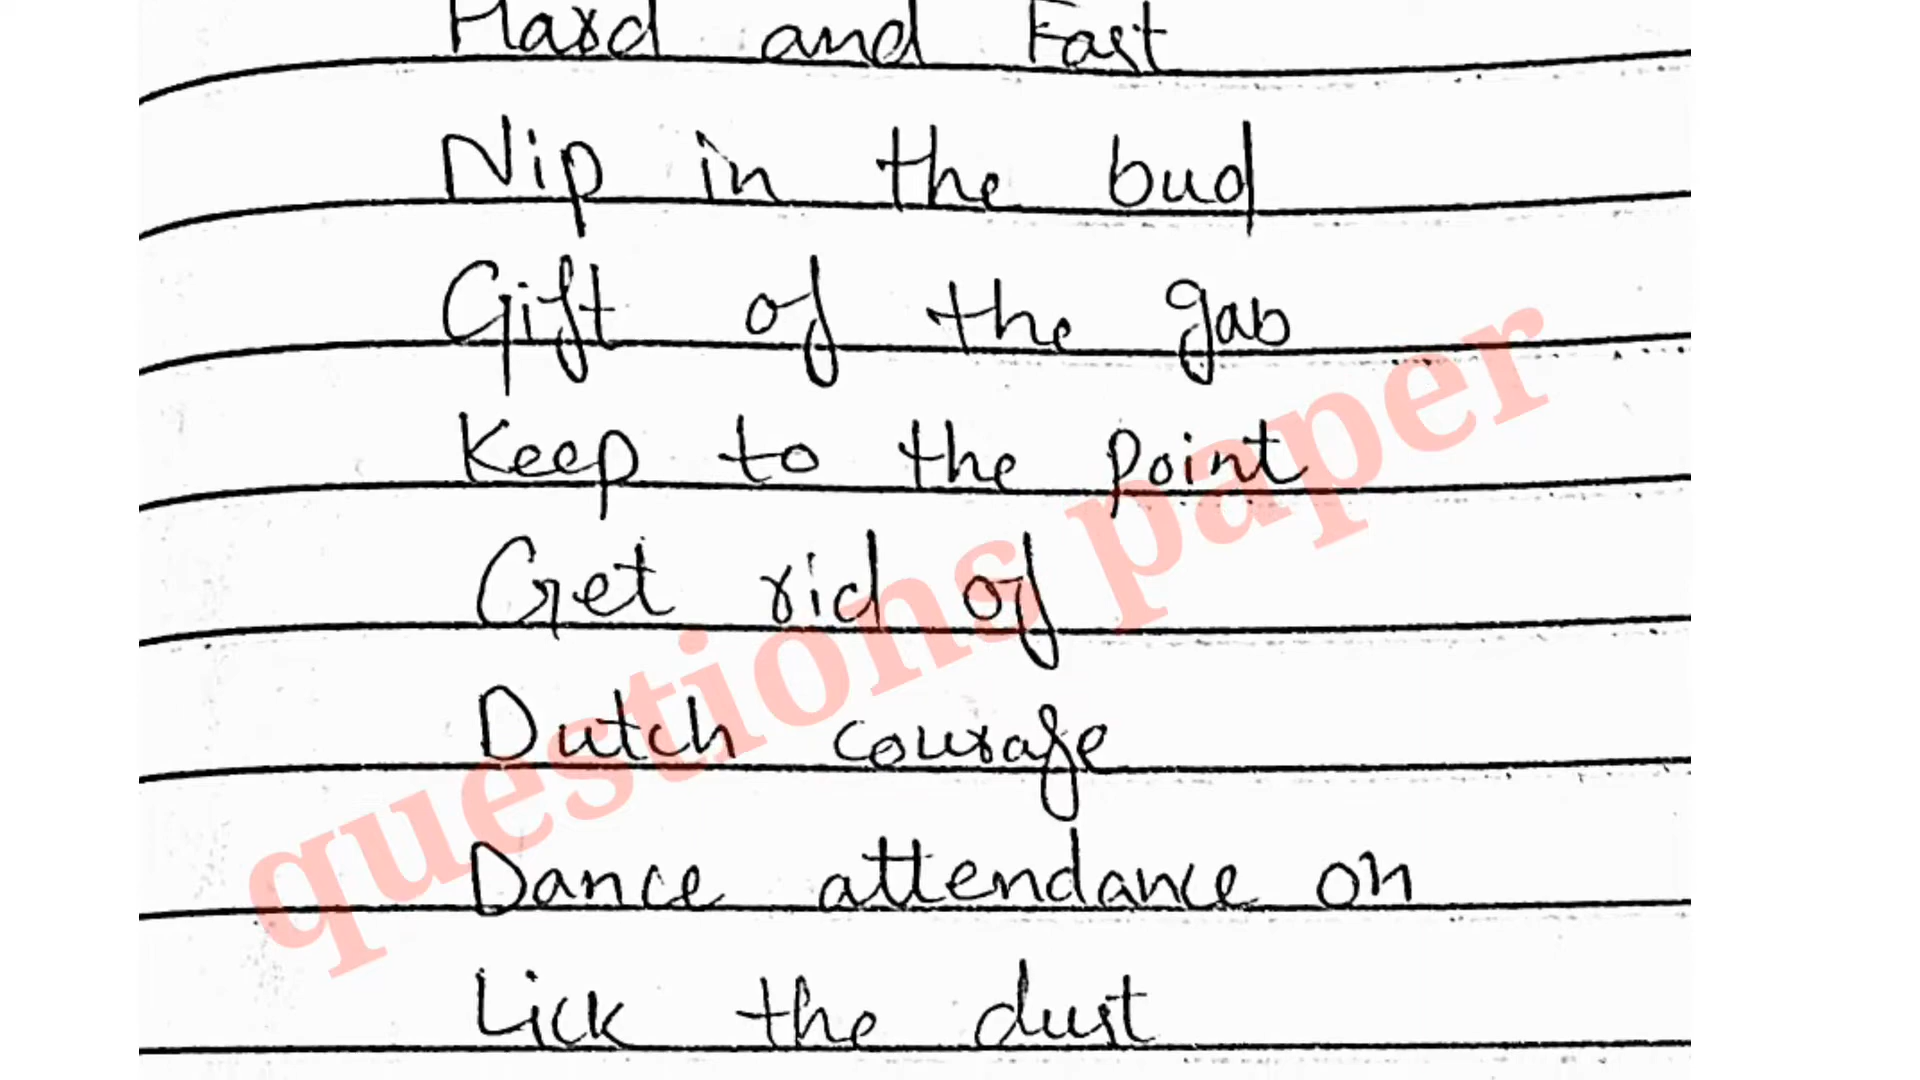 Hard and Fast
Nip in the bud
Gift of the gab
Keep to the point
Get rid of
Dutch courage
Dance attendance on
Lick the dust
questions paper